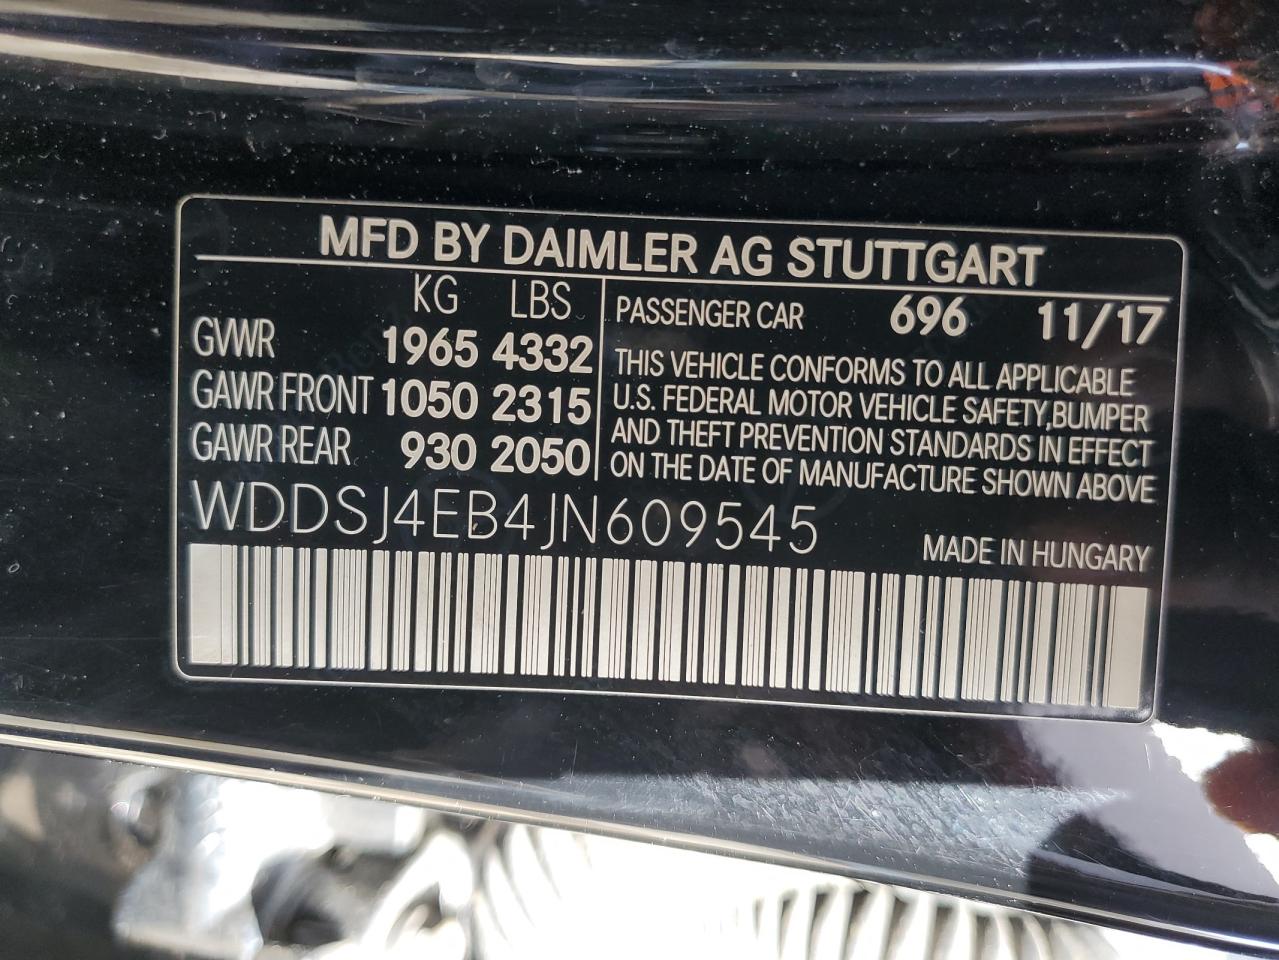 MFD BY DAIMLER AG STUTTGART
KG LBS
GVWR 1965 4332
GAWR FRONT 1050 2315
GAWR REAR 930 2050
PASSENGER CAR 696 11/17
THIS VEHICLE CONFORMS TO ALL APPLICABLE
U.S. FEDERAL MOTOR VEHICLE SAFETY,BUMPER
AND THEFT PREVENTION STANDARDS IN EFFECT
ON THE DATE OF MANUFACTURE SHOWN ABOVE
WDDSJ4EB4JN609545
MADE IN HUNGARY